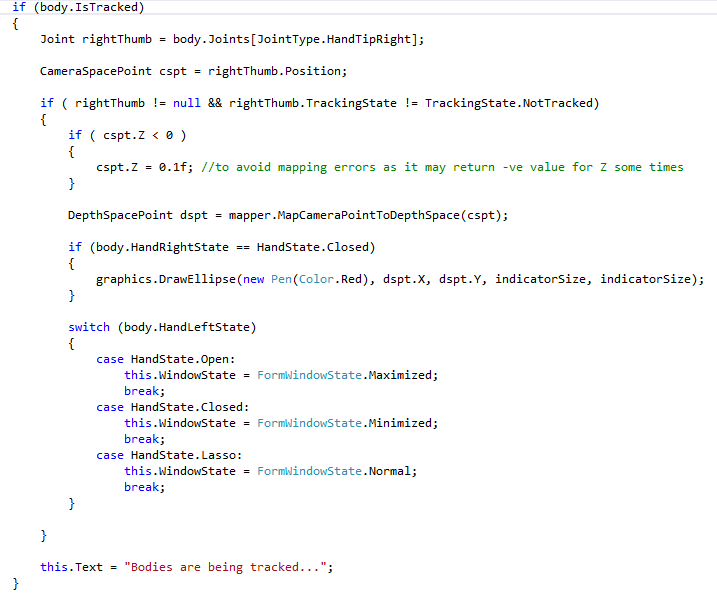 if (body.IsTracked)
{
Joint rightThumb = body.Joints[JointType.HandTipRight];
CameraSpacePoint cspt = rightThumb.Position;
if ( rightThumb != null && rightThumb.TrackingState != TrackingState.NotTracked)
{
if ( cspt.Z < 0 )
{
cspt.Z = 0.1f; //to avoid mapping errors as it may return -ve value for Z some times
}
DepthSpacePoint dspt = mapper.MapCameraPointToDepthSpace(cspt);
if (body.HandRightState == HandState.Closed)
{
graphics.DrawEllipse(new Pen(Color.Red), dspt.X, dspt.Y, indicatorSize, indicatorSize);
}
switch (body.HandLeftState)
{
case HandState.Open:
this.WindowState = FormWindowState.Maximized;
break;
case HandState.Closed:
this.WindowState = FormWindowState.Minimized;
break;
case HandState.Lasso:
this.WindowState = FormWindowState.Normal;
break;
}
}
this.Text = "Bodies are being tracked...";
}